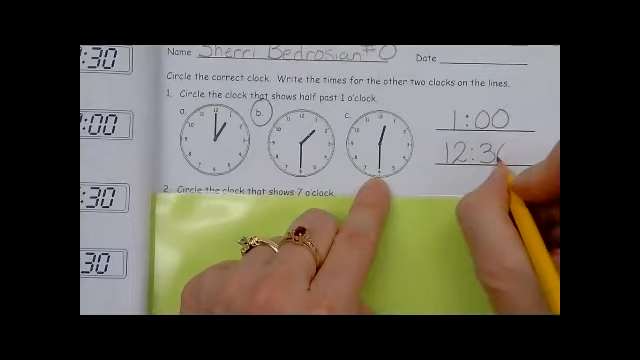 :30
Name Sherri Bedrosian #0 Date
Circle the correct clock. Write the times for the other two clocks on the lines.
1. Circle the clock that shows half past 1 o'clock.
a. b. c.
1:00
:00
12:30
2. Circle the clock that shows 7 o'clock.
:30
30